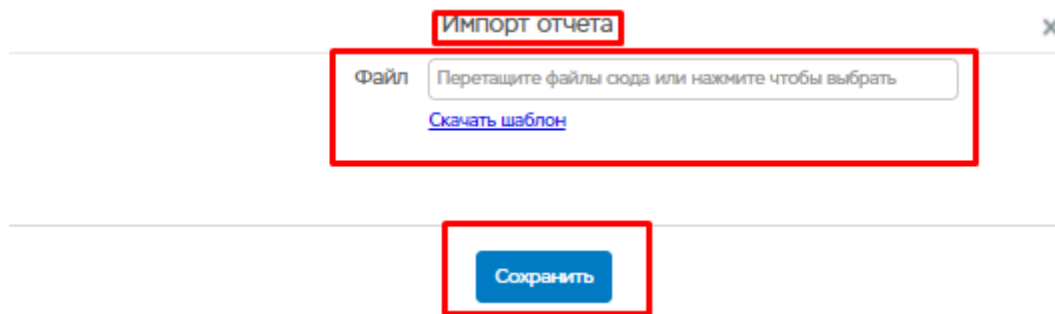 Импорт отчета
Файл Перетащите файлы сюда или нажмите чтобы выбрать
Скачать шаблон
Сохранить